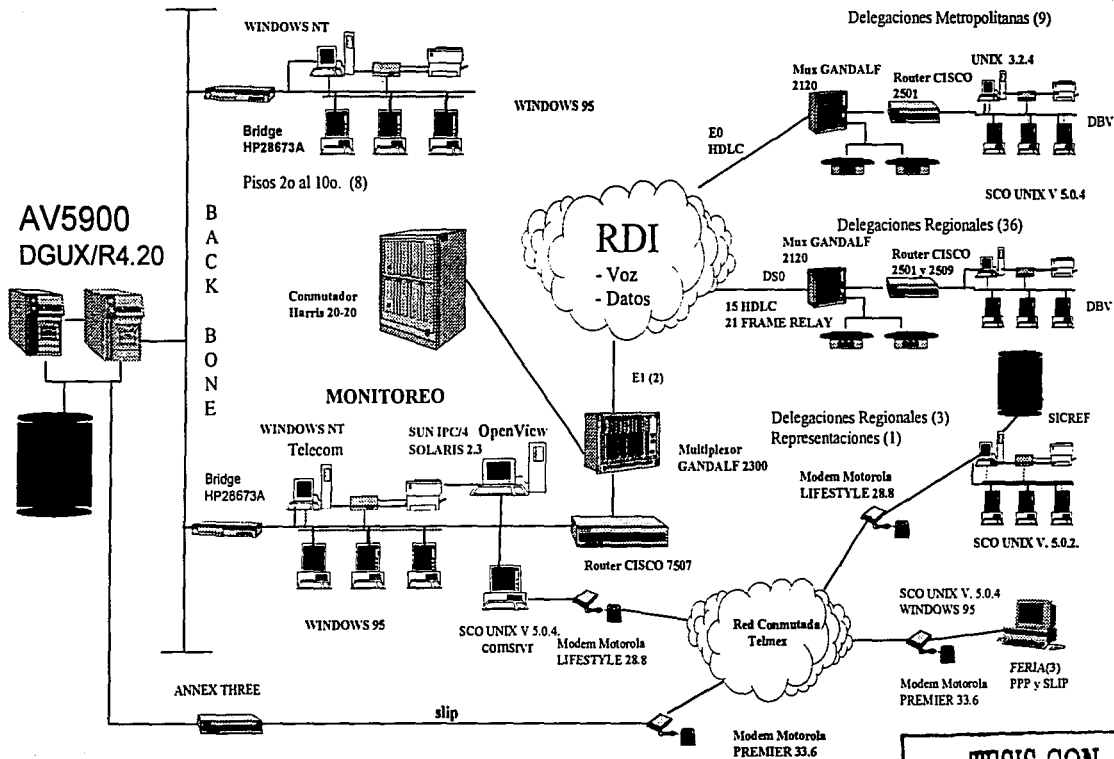 WINDOWS NT
Bridge
HP28673A
WINDOWS 95
Pisos 2o al 10o. (8)
AV5900
DGUX/R4.20
B
A
C
K
B
O
N
E
Conmutador
Harris 20-20
RDI
- Voz
- Datos
E0
HDLC
Delegaciones Metropolitanas (9)
Mux GANDALF
2120
Router CISCO
2501
UNIX 3.2.4
DBV
SCO UNIX V 5.0.4
Delegaciones Regionales (36)
Mux GANDALF
2120
Router CISCO
2501 y 2509
DS0
15 HDLC
21 FRAME RELAY
DBV
E1 (2)
MONITOREO
WINDOWS NT
Telecom
SUN IPC/4 OpenView
SOLARIS 2.3
Bridge
HP28673A
Multiplexor
GANDALF 2300
Router CISCO 7507
WINDOWS 95
SCO UNIX V 5.0.4.
comsrvr
Modem Motorola
LIFESTYLE 28.8
Delegaciones Regionales (3)
Representaciones (1)
SICREF
Modem Motorola
LIFESTYLE 28.8
SCO UNIX V. 5.0.2.
Red Conmutada
Telmex
SCO UNIX V. 5.0.4
WINDOWS 95
Modem Motorola
PREMIER 33.6
FERIA(3)
PPP y SLIP
ANNEX THREE
slip
Modem Motorola
PREMIER 33.6
TESIS CON